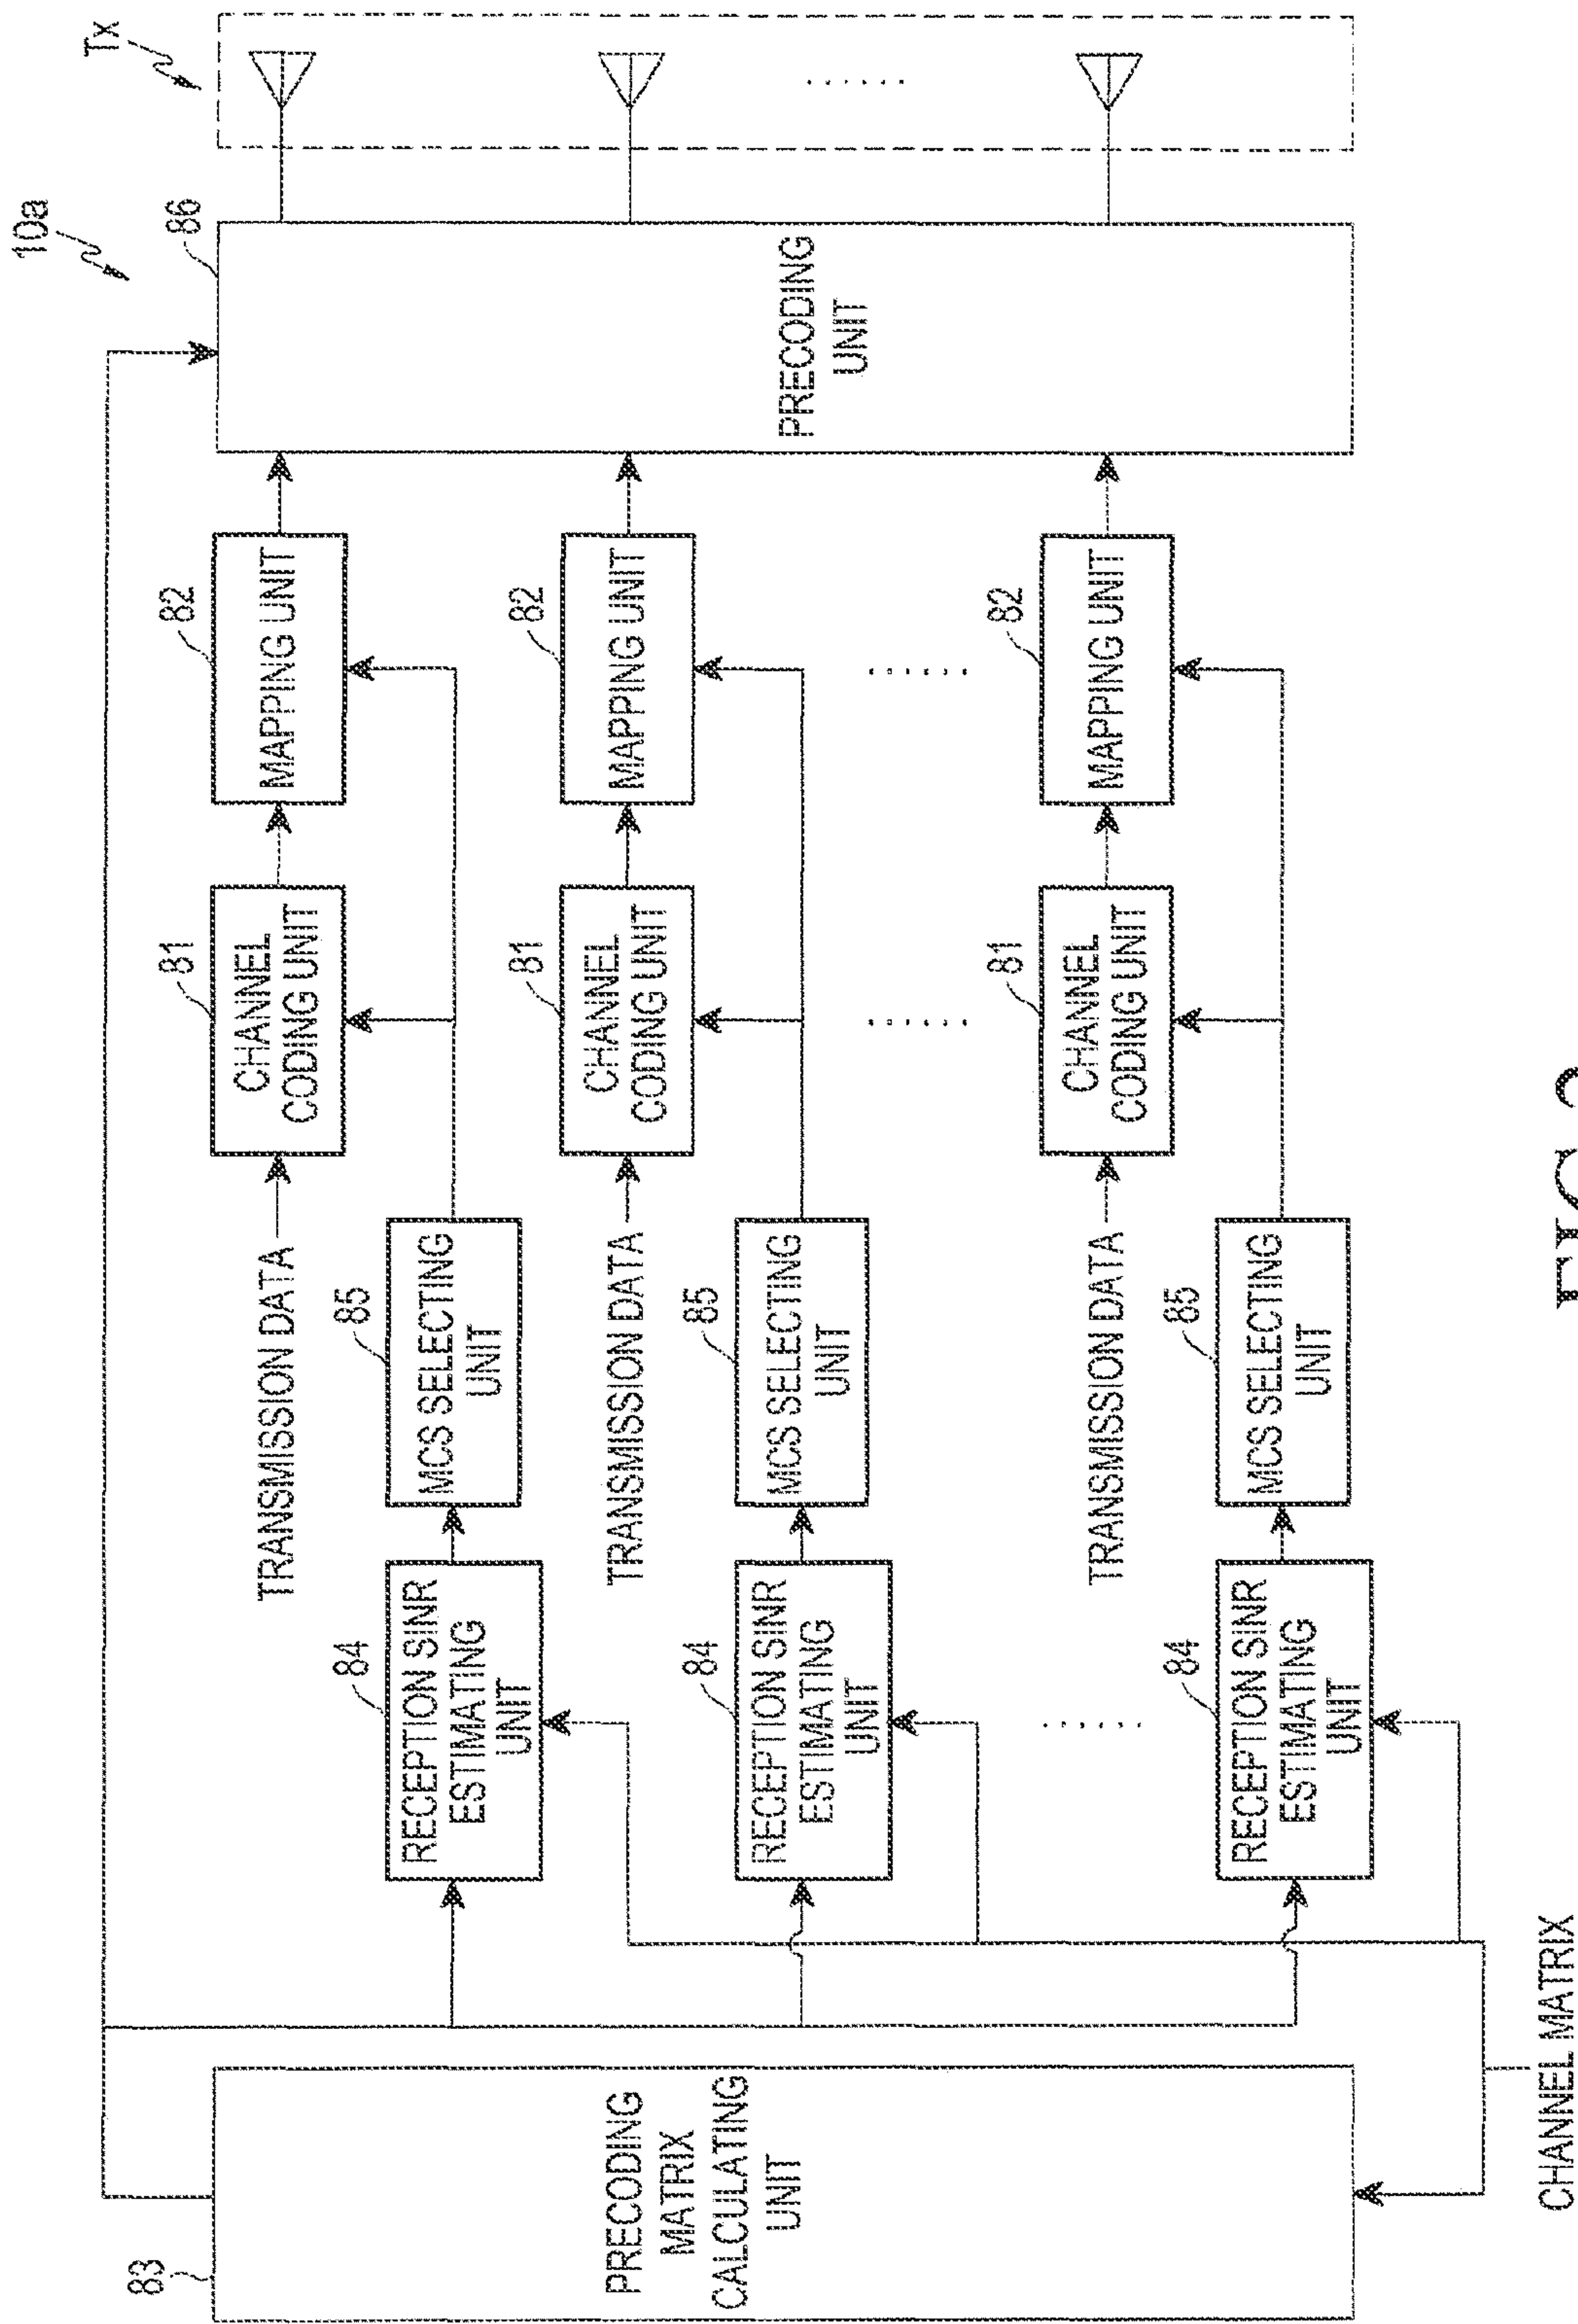 10a
Tx
83
PRECODING
MATRIX
CALCULATING
UNIT
CHANNEL MATRIX
84
RECEPTION SINR
ESTIMATING
UNIT
84
RECEPTION SINR
ESTIMATING
UNIT
......
84
RECEPTION SINR
ESTIMATING
UNIT
85
MCS SELECTING
UNIT
85
MCS SELECTING
UNIT
85
MCS SELECTING
UNIT
TRANSMISSION DATA
TRANSMISSION DATA
TRANSMISSION DATA
81
CHANNEL
CODING UNIT
81
CHANNEL
CODING UNIT
......
81
CHANNEL
CODING UNIT
82
MAPPING UNIT
82
MAPPING UNIT
......
82
MAPPING UNIT
86
PRECODING
UNIT
......